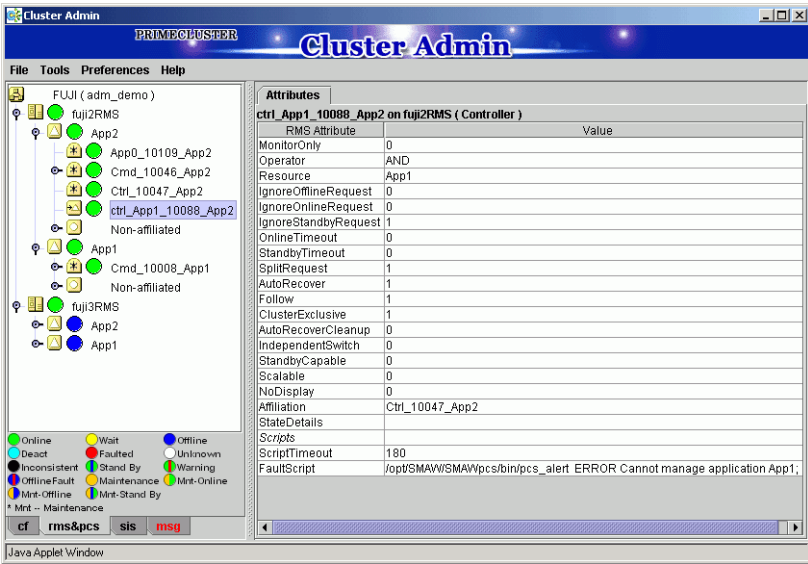 Cluster Admin
PRIMECLUSTER
Cluster Admin
File Tools Preferences Help
FUJI ( adm_demo )
fuji2RMS
App2
App0_10109_App2
Cmd_10046_App2
Ctrl_10047_App2
ctrl_App1_10088_App2
Non-affiliated
App1
Cmd_10008_App1
Non-affiliated
fuji3RMS
App2
App1
Online Wait Offline
Deact Faulted Unknown
Inconsistent Stand By Warning
OfflineFault Maintenance Mnt-Online
Mnt-Offline Mnt-Stand By
* Mnt -- Maintenance
cf rms&pcs sis msg
Attributes
ctrl_App1_10088_App2 on fuji2RMS ( Controller )
RMS Attribute Value
MonitorOnly 0
Operator AND
Resource App1
IgnoreOfflineRequest 0
IgnoreOnlineRequest 0
IgnoreStandbyRequest 1
OnlineTimeout 0
StandbyTimeout 0
SplitRequest 1
AutoRecover 1
Follow 1
ClusterExclusive 1
AutoRecoverCleanup 0
IndependentSwitch 0
StandbyCapable 0
Scalable 0
NoDisplay 0
Affiliation Ctrl_10047_App2
StateDetails
Scripts
ScriptTimeout 180
FaultScript /opt/SMAW/SMAWpcs/bin/pcs_alert ERROR Cannot manage application App1;
Java Applet Window